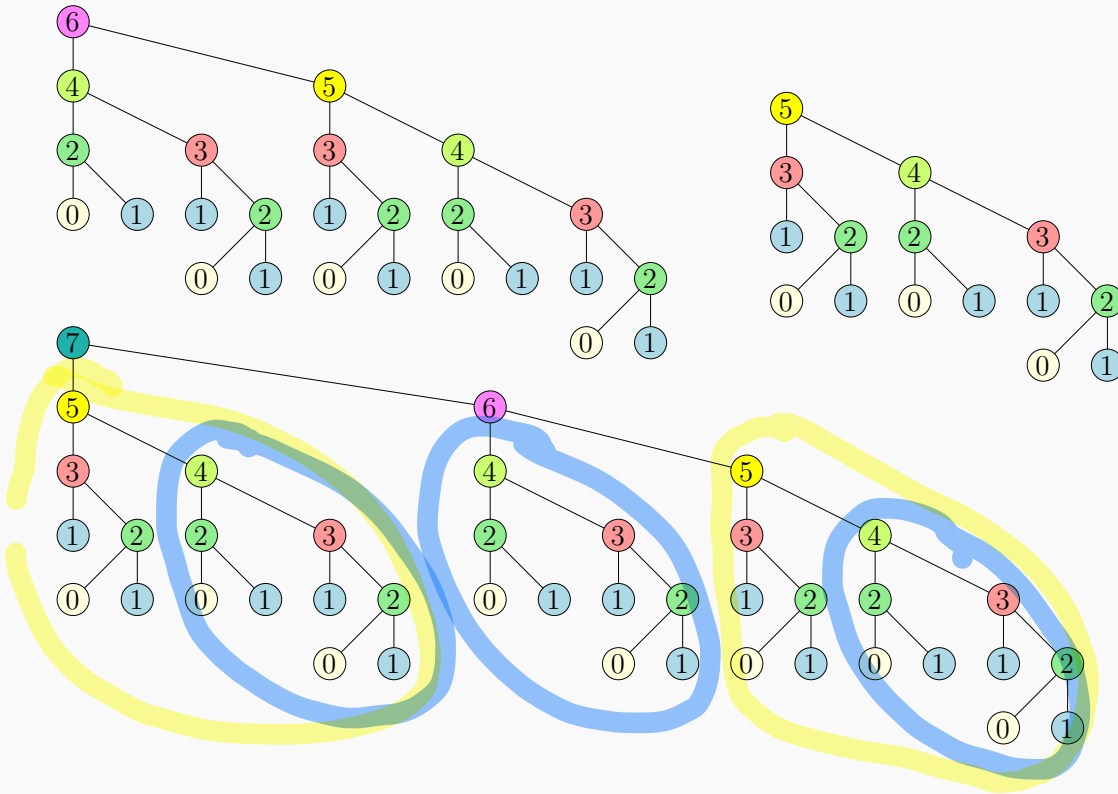 6
4 5
5
2 3 3 4
3 4
0 1 1 2 1 2 2 3
1 2 2 3
0 1 0 1 0 1 1 2
0 1 0 1 1 2
7 0 1
0 1
5 6
3 4 4 5
1 2 2 3 2 3 3 4
0 1 0 1 1 2 0 1 1 2 1 2 2 3
0 1 0 1 0 1 0 1 1 2
0 1